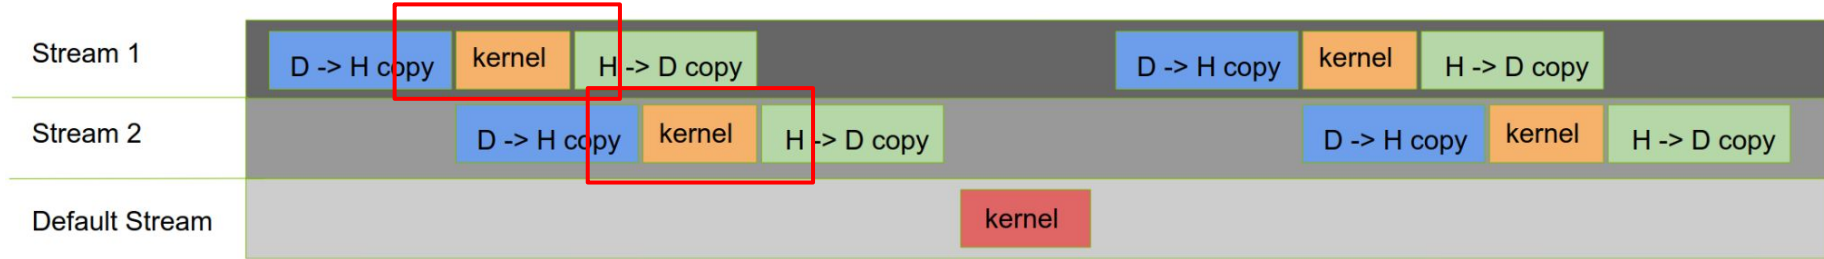 Stream 1
D -> H copy
kernel
H -> D copy
D -> H copy
kernel
H -> D copy
Stream 2
D -> H copy
kernel
H -> D copy
D -> H copy
kernel
H -> D copy
Default Stream
kernel